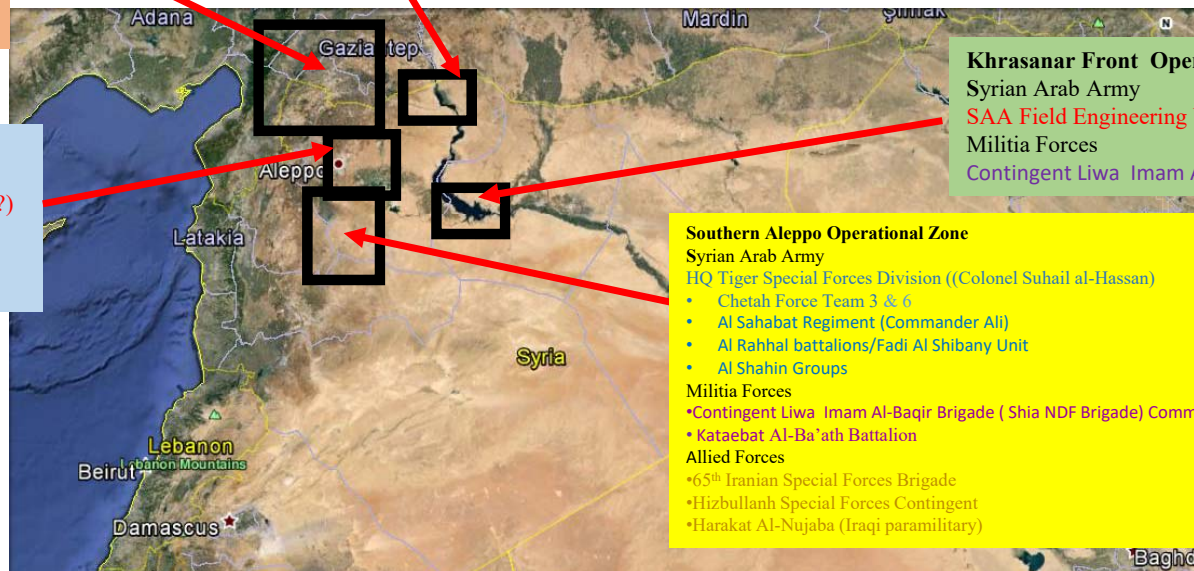 Adana
Gaziantep
Mardin
Şırnak
N
Aleppo
Latakia
Syria
Lebanon
Lebanon Mountains
Beirut
Damascus
Baghd
?)
Khrasanar Front Oper
Syrian Arab Army
SAA Field Engineering
Militia Forces
Contingent Liwa Imam A
Southern Aleppo Operational Zone
Syrian Arab Army
HQ Tiger Special Forces Division ((Colonel Suhail al-Hassan)
• Chetah Force Team 3 & 6
• Al Sahabat Regiment (Commander Ali)
• Al Rahhal battalions/Fadi Al Shibany Unit
• Al Shahin Groups
Militia Forces
•Contingent Liwa Imam Al-Baqir Brigade ( Shia NDF Brigade) Comm
• Kataebat Al-Ba’ath Battalion
Allied Forces
•65th Iranian Special Forces Brigade
•Hizbullanh Special Forces Contingent
•Harakat Al-Nujaba (Iraqi paramilitary)